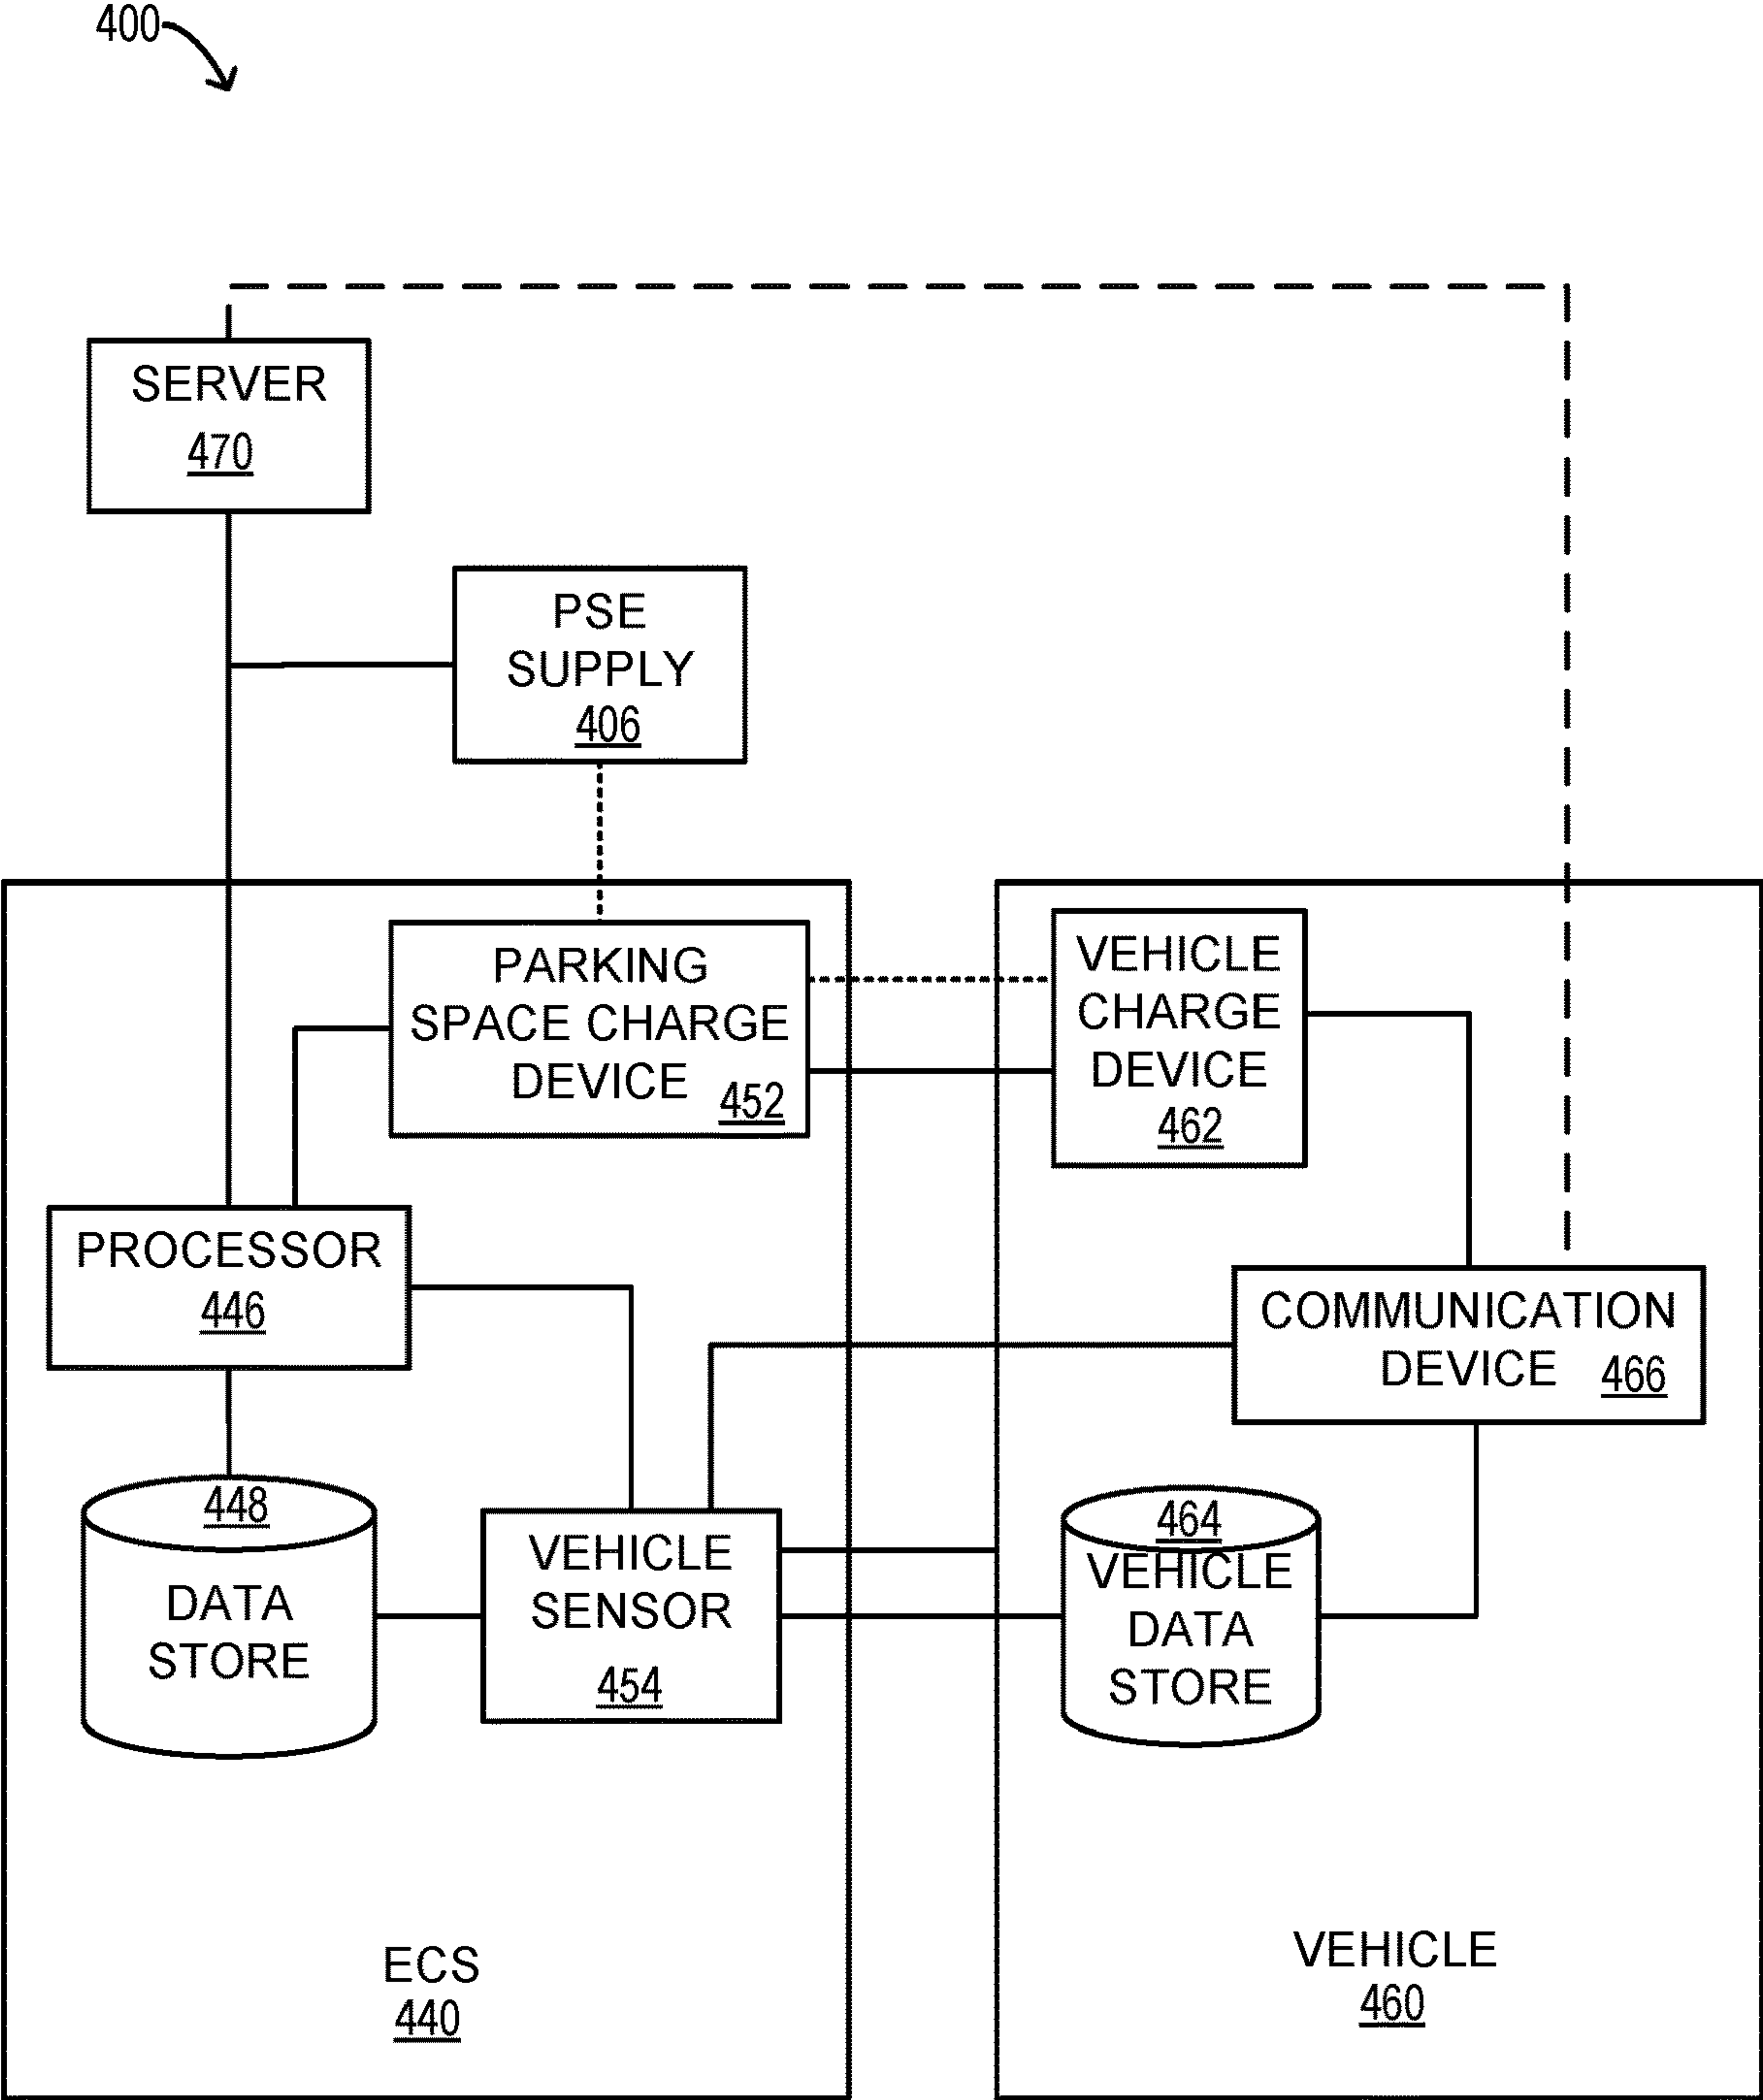 400
SERVER
470
PSE
SUPPLY
406
PARKING
SPACE CHARGE
DEVICE
452
VEHICLE
CHARGE
DEVICE
462
PROCESSOR
446
COMMUNICATION
DEVICE 466
448
DATA
STORE
VEHICLE
SENSOR
454
464
VEHICLE
DATA
STORE
ECS
440
VEHICLE
460